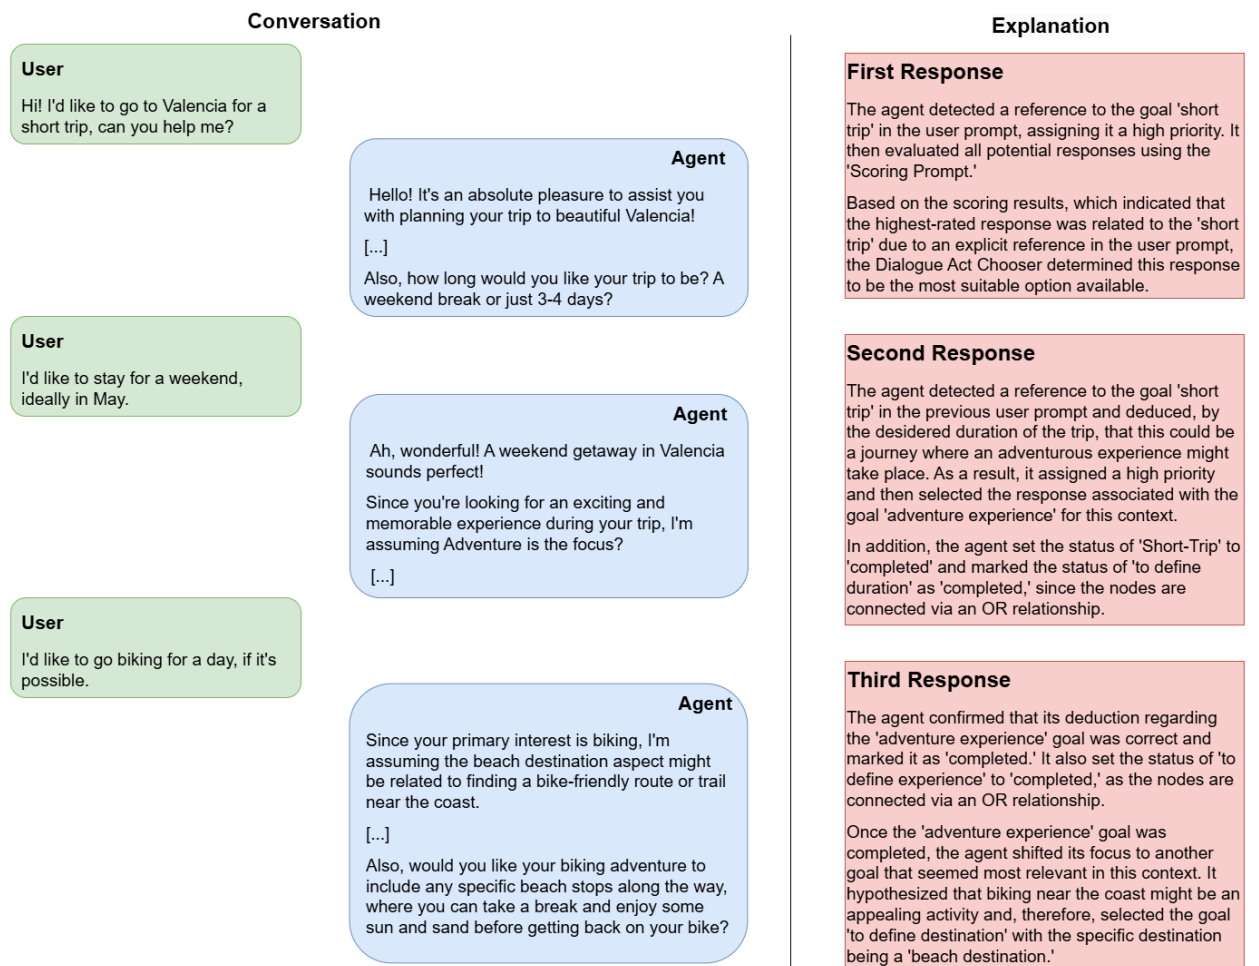 Conversation
User
Hi! I'd like to go to Valencia for a
short trip, can you help me?
Agent
Hello! It's an absolute pleasure to assist you
with planning your trip to beautiful Valencia!
[...]
Also, how long would you like your trip to be? A
weekend break or just 3-4 days?
User
I'd like to stay for a weekend,
ideally in May.
Agent
Ah, wonderful! A weekend getaway in Valencia
sounds perfect!
Since you're looking for an exciting and
memorable experience during your trip, I'm
assuming Adventure is the focus?
[...]
User
I'd like to go biking for a day, if it's
possible.
Agent
Since your primary interest is biking, I'm
assuming the beach destination aspect might
be related to finding a bike-friendly route or trail
near the coast.
[...]
Also, would you like your biking adventure to
include any specific beach stops along the way,
where you can take a break and enjoy some
sun and sand before getting back on your bike?
Explanation
First Response
The agent detected a reference to the goal 'short
trip' in the user prompt, assigning it a high priority. It
then evaluated all potential responses using the
'Scoring Prompt.'
Based on the scoring results, which indicated that
the highest-rated response was related to the 'short
trip' due to an explicit reference in the user prompt,
the Dialogue Act Chooser determined this response
to be the most suitable option available.
Second Response
The agent detected a reference to the goal 'short
trip' in the previous user prompt and deduced, by
the desidered duration of the trip, that this could be
a journey where an adventurous experience might
take place. As a result, it assigned a high priority
and then selected the response associated with the
goal 'adventure experience' for this context.
In addition, the agent set the status of 'Short-Trip' to
'completed' and marked the status of 'to define
duration' as 'completed,' since the nodes are
connected via an OR relationship.
Third Response
The agent confirmed that its deduction regarding
the 'adventure experience' goal was correct and
marked it as 'completed.' It also set the status of 'to
define experience' to 'completed,' as the nodes are
connected via an OR relationship.
Once the 'adventure experience' goal was
completed, the agent shifted its focus to another
goal that seemed most relevant in this context. It
hypothesized that biking near the coast might be an
appealing activity and, therefore, selected the goal
'to define destination' with the specific destination
being a 'beach destination.'